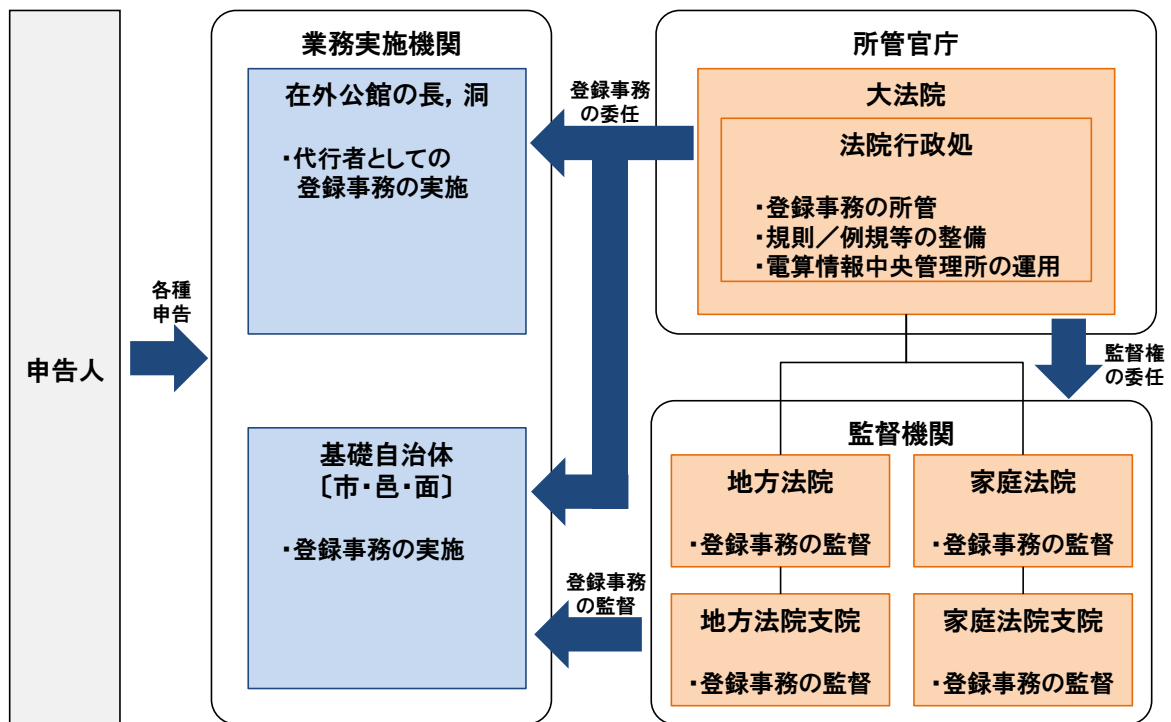 申告人
各種
申告
業務実施機関
在外公館の長，洞
・代行者としての
登録事務の実施
基礎自治体
〔市・邑・面〕
・登録事務の実施
登録事務
の委任
登録事務
の監督
所管官庁
大法院
法院行政処
・登録事務の所管
・規則／例規等の整備
・電算情報中央管理所の運用
監督権
の委任
監督機関
地方法院
・登録事務の監督
家庭法院
・登録事務の監督
地方法院支院
・登録事務の監督
家庭法院支院
・登録事務の監督